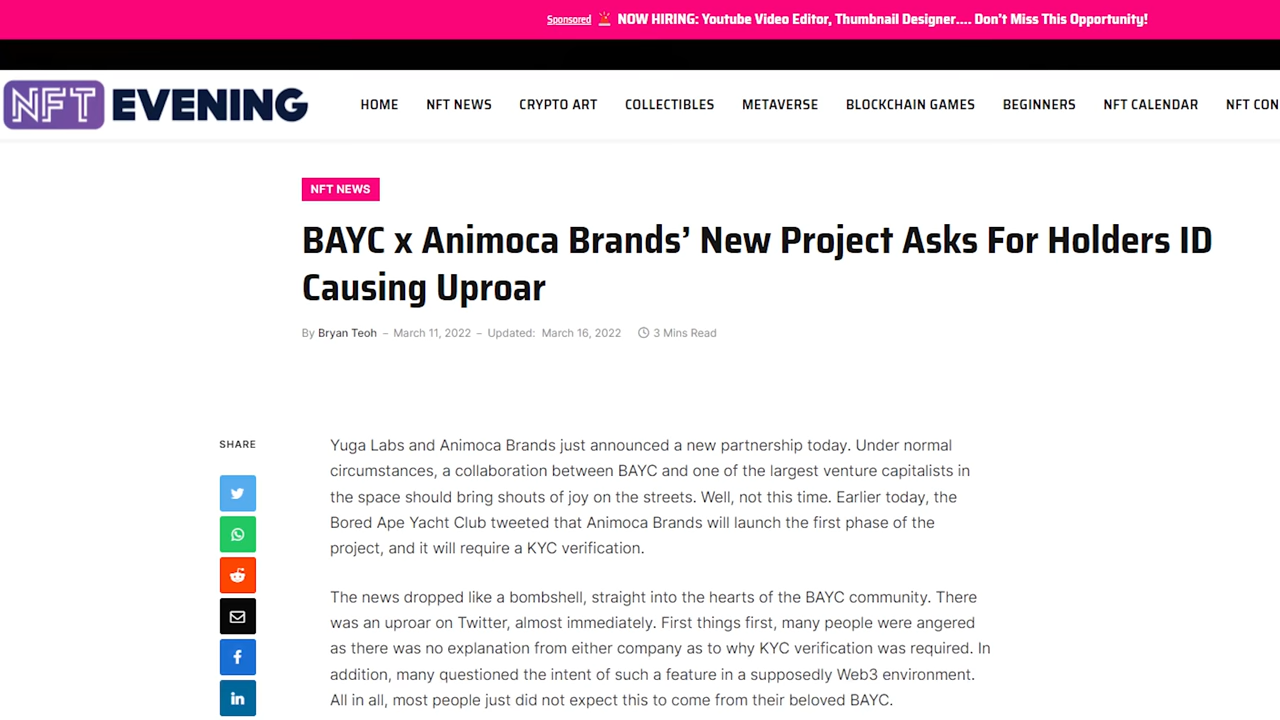 Sponsored 🚨 NOW HIRING: Youtube Video Editor, Thumbnail Designer.... Don't Miss This Opportunity!
NFT EVENING
HOME NFT NEWS CRYPTO ART COLLECTIBLES METAVERSE BLOCKCHAIN GAMES BEGINNERS NFT CALENDAR NFT CON
NFT NEWS
BAYC x Animoca Brands' New Project Asks For Holders ID
Causing Uproar
By Bryan Teoh – March 11, 2022 – Updated: March 16, 2022 3 Mins Read
SHARE
Yuga Labs and Animoca Brands just announced a new partnership today. Under normal
circumstances, a collaboration between BAYC and one of the largest venture capitalists in
the space should bring shouts of joy on the streets. Well, not this time. Earlier today, the
Bored Ape Yacht Club tweeted that Animoca Brands will launch the first phase of the
project, and it will require a KYC verification.
The news dropped like a bombshell, straight into the hearts of the BAYC community. There
was an uproar on Twitter, almost immediately. First things first, many people were angered
as there was no explanation from either company as to why KYC verification was required. In
addition, many questioned the intent of such a feature in a supposedly Web3 environment.
All in all, most people just did not expect this to come from their beloved BAYC.